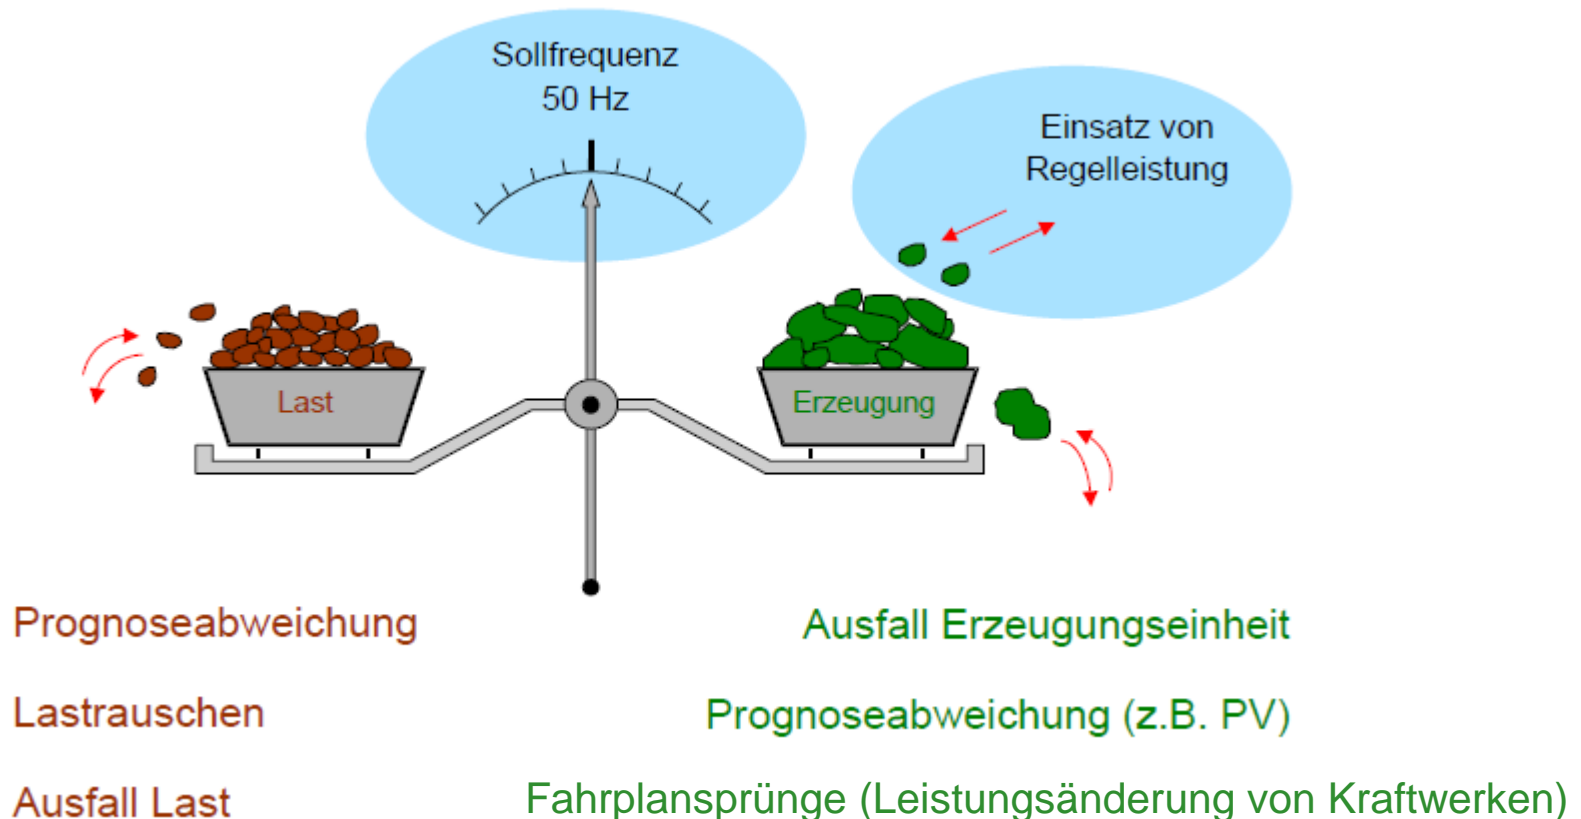 Sollfrequenz
50 Hz
Einsatz von
Regelleistung
Last
Erzeugung
Prognoseabweichung
Ausfall Erzeugungseinheit
Lastrauschen
Prognoseabweichung (z.B. PV)
Ausfall Last
Fahrplansprünge (Leistungsänderung von Kraftwerken)